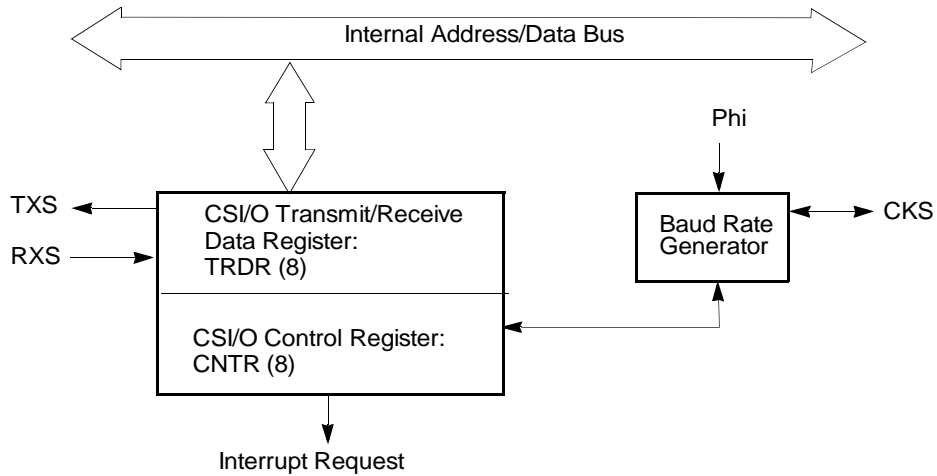 Internal Address/Data Bus
Phi
TXS
RXS
CSI/O Transmit/Receive
Data Register:
TRDR (8)
Baud Rate
Generator
CKS
CSI/O Control Register:
CNTR (8)
Interrupt Request